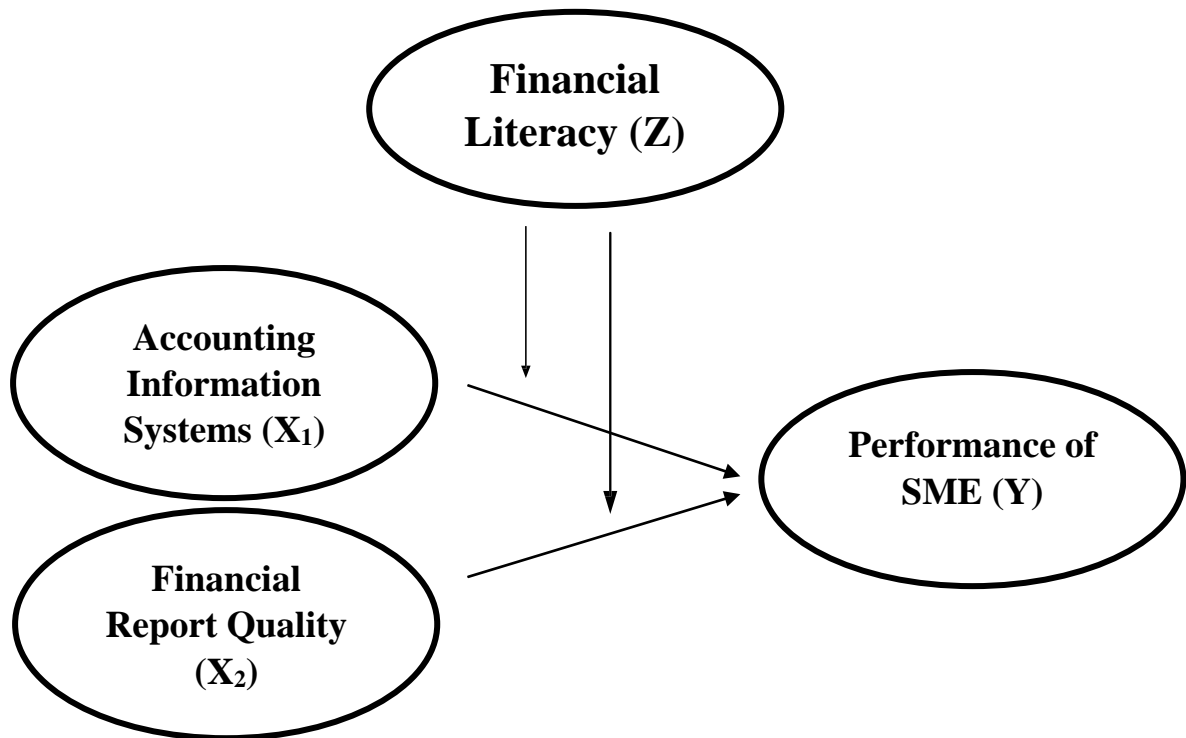 Financial
Literacy (Z)
Accounting
Information
Systems (X₁)
Performance of
SME (Y)
Financial
Report Quality
(X₂)